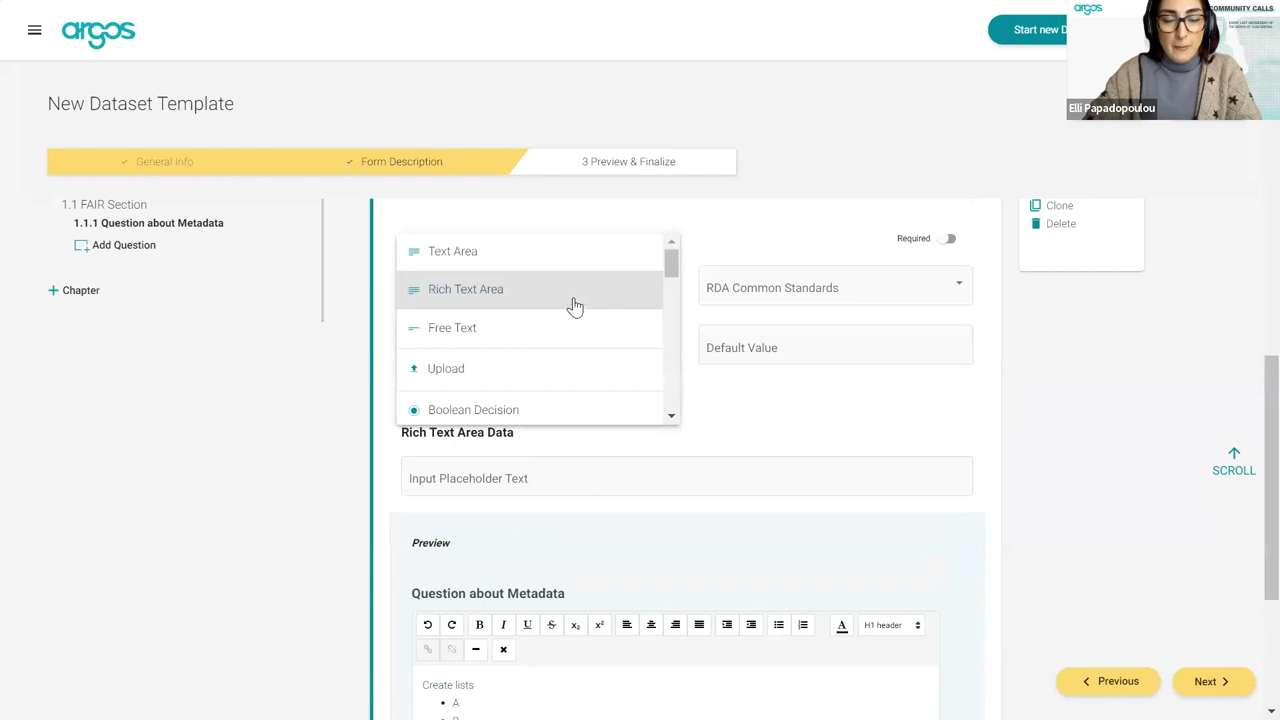 argos
Start new D
argos
COMMUNITY CALLS
Elli Papadopoulou
New Dataset Template
General Info
Form Description
3 Preview & Finalize
1.1 FAIR Section
1.1.1 Question about Metadata
Add Question
Chapter
Clone
Delete
Required
Text Area
Rich Text Area
Free Text
Upload
Boolean Decision
RDA Common Standards
Default Value
Rich Text Area Data
Input Placeholder Text
SCROLL
Preview
Question about Metadata
B I U S x₂ x² A H1 header
Create lists
• A
Previous
Next